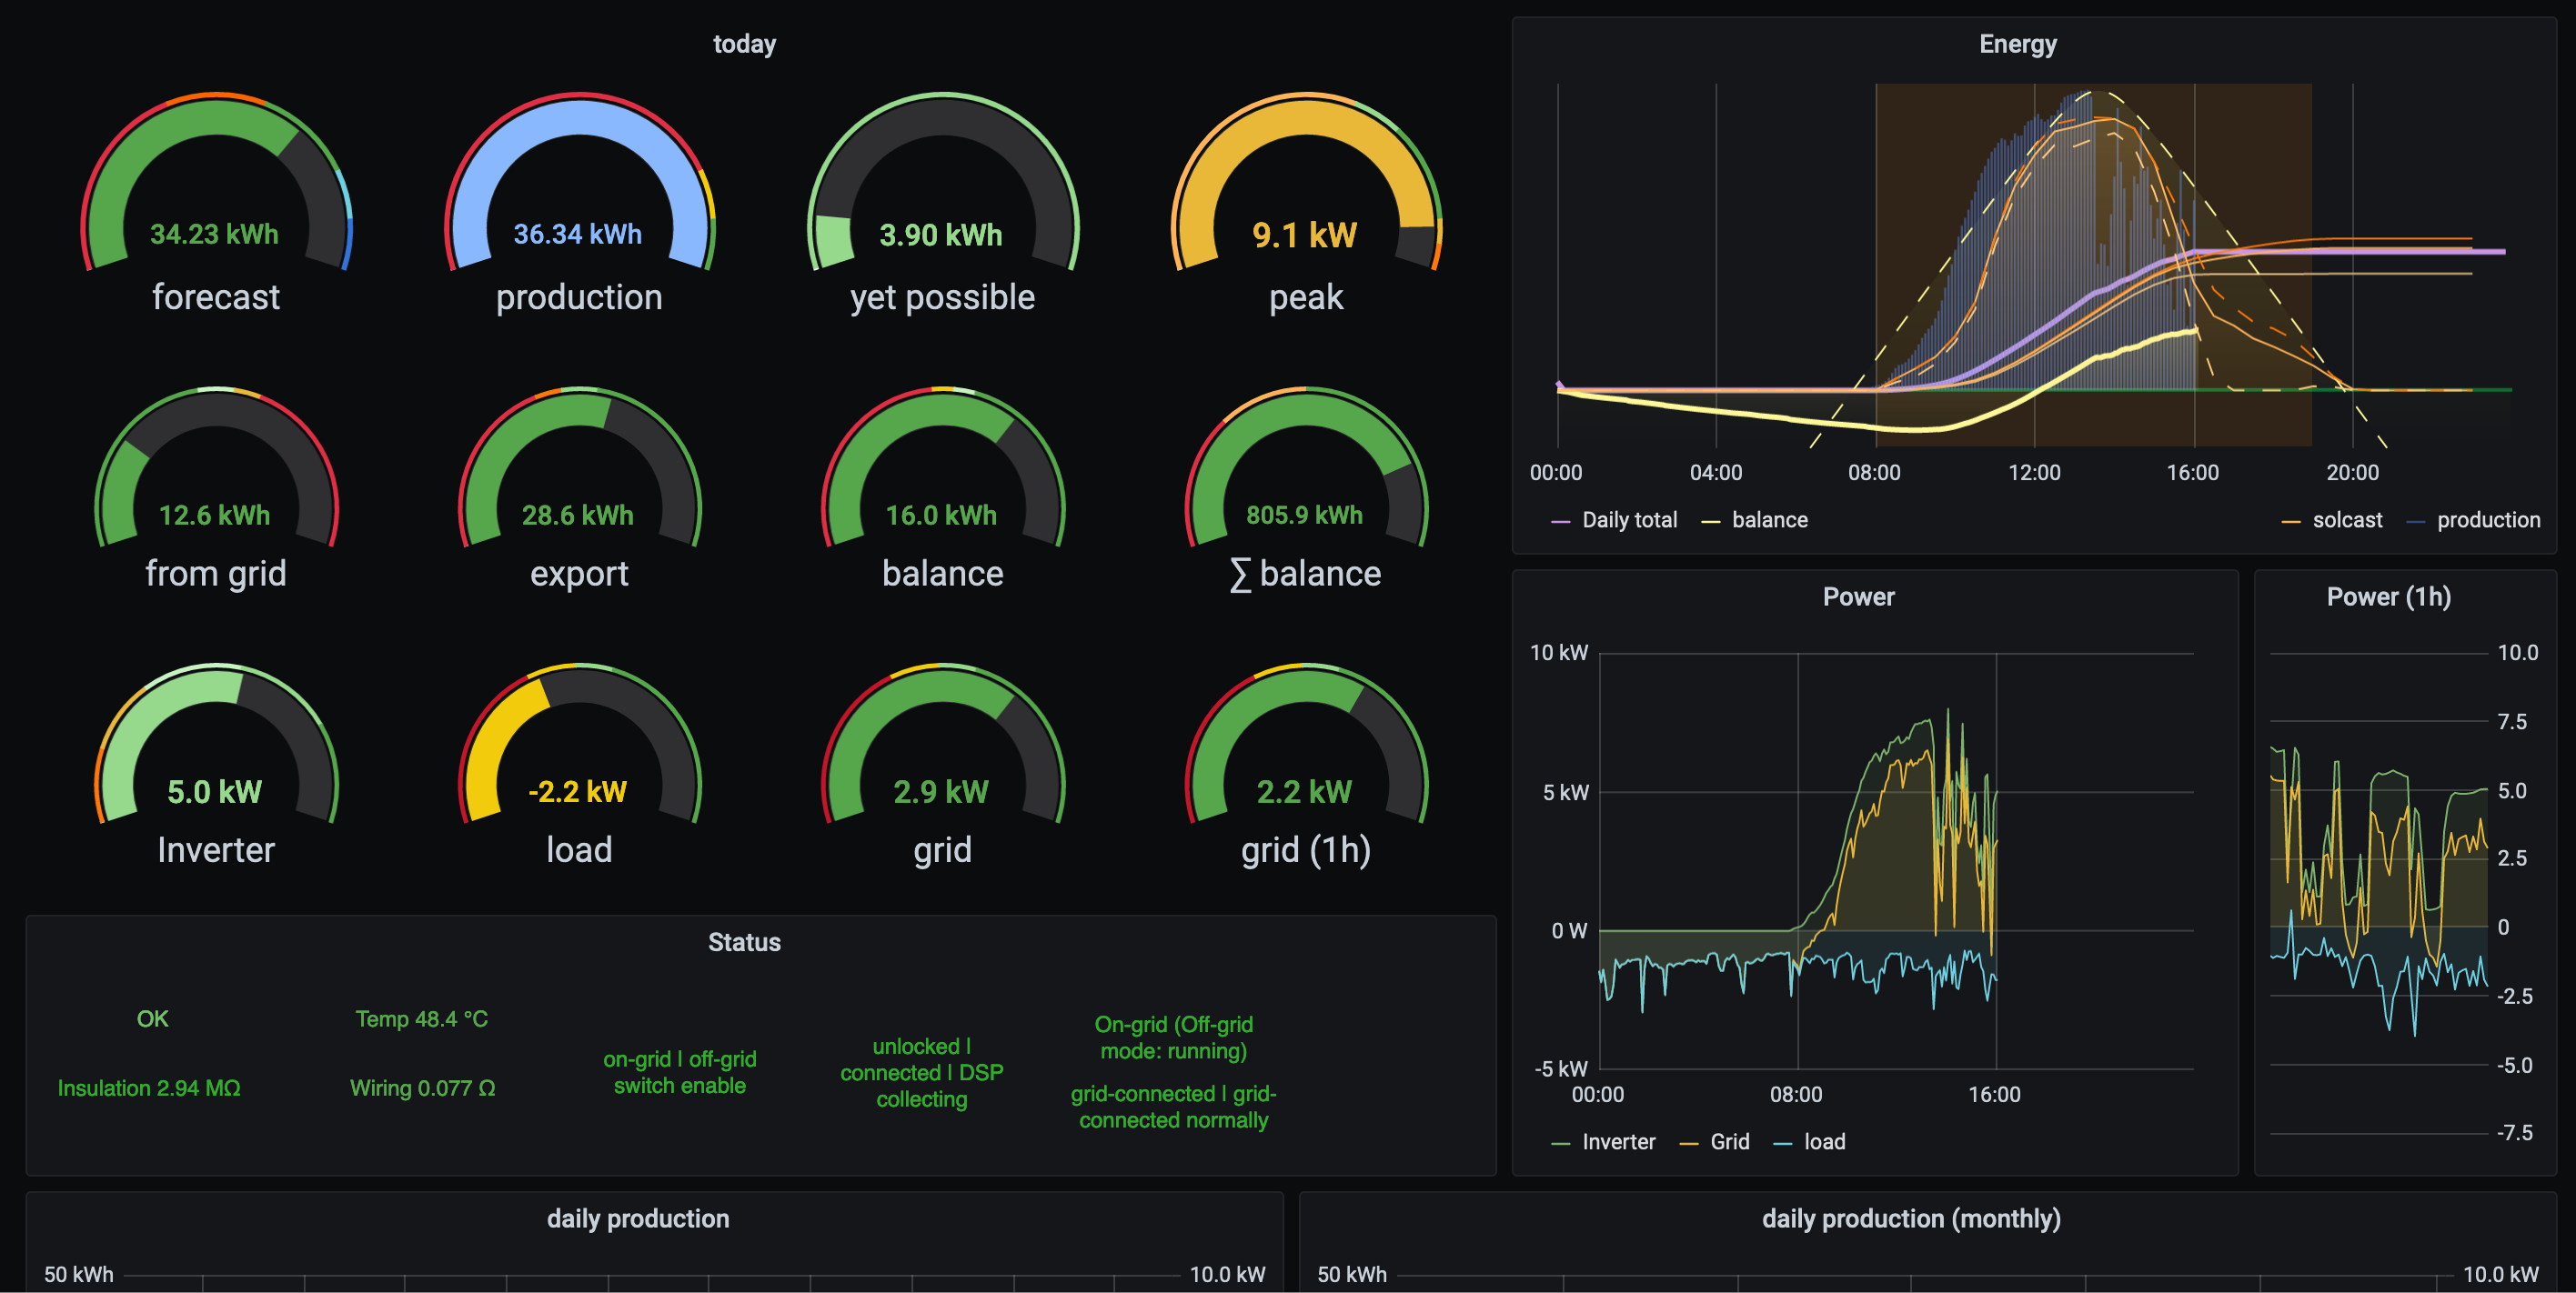 today
34.23 kWh
forecast
36.34 kWh
production
3.90 kWh
yet possible
9.1 kW
peak
12.6 kWh
from grid
28.6 kWh
export
16.0 kWh
balance
805.9 kWh
∑ balance
5.0 kW
Inverter
-2.2 kW
load
2.9 kW
grid
2.2 kW
grid (1h)
Energy
00:00 04:00 08:00 12:00 16:00 20:00
Daily total balance solcast production
Power
10 kW
5 kW
0 W
-5 kW
00:00 08:00 16:00
Inverter Grid load
Power (1h)
10.0
7.5
5.0
2.5
0
-2.5
-5.0
-7.5
Status
OK
Temp 48.4 °C
Insulation 2.94 MΩ
Wiring 0.077 Ω
on-grid | off-grid
switch enable
unlocked |
connected | DSP
collecting
On-grid (Off-grid
mode: running)
grid-connected | grid-
connected normally
daily production
50 kWh 10.0 kW
daily production (monthly)
50 kWh 10.0 kW